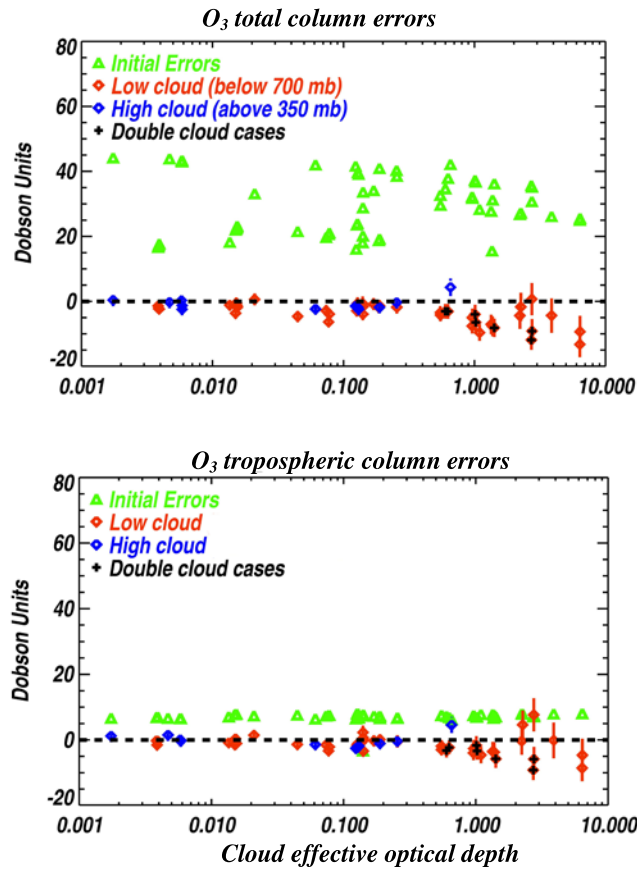 O3 total column errors
80
Initial Errors
Low cloud (below 700 mb)
60
High cloud (above 350 mb)
Double cloud cases
40
Dobson Units
20
0
-20
0.001 0.010 0.100 1.000 10.000
O3 tropospheric column errors
80
Initial Errors
Low cloud
60
High cloud
Double cloud cases
40
Dobson Units
20
0
-20
0.001 0.010 0.100 1.000 10.000
Cloud effective optical depth